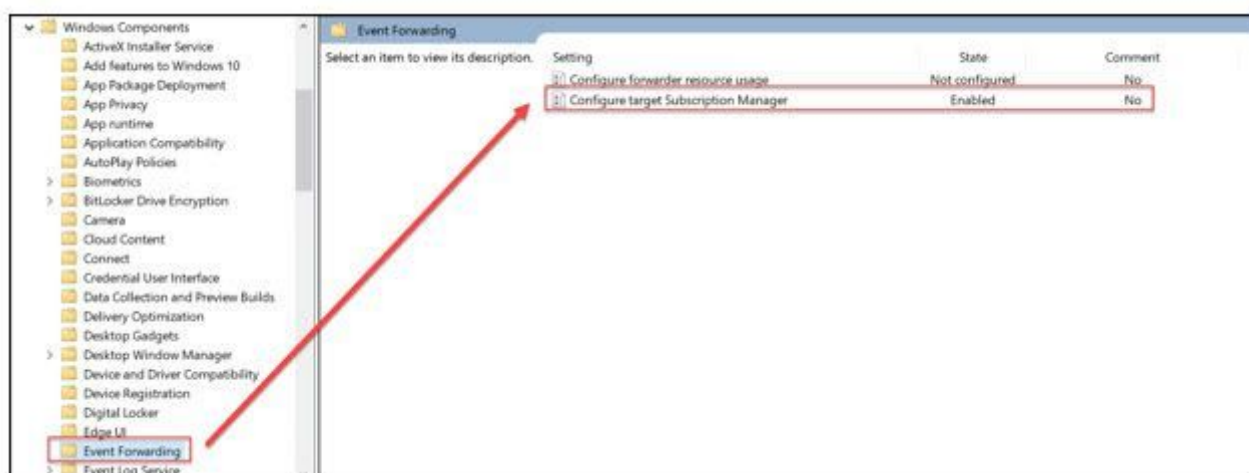 Windows Components
ActiveX Installer Service
Add features to Windows 10
App Package Deployment
App Privacy
App runtime
Application Compatibility
AutoPlay Policies
Biometrics
BitLocker Drive Encryption
Camera
Cloud Content
Connect
Credential User Interface
Data Collection and Preview Builds
Delivery Optimization
Desktop Gadgets
Desktop Window Manager
Device and Driver Compatibility
Device Registration
Digital Locker
Edge UI
Event Forwarding
Event Log Service
Event Forwarding
Select an item to view its description.
Setting State Comment
Configure forwarder resource usage Not configured No
Configure target Subscription Manager Enabled No